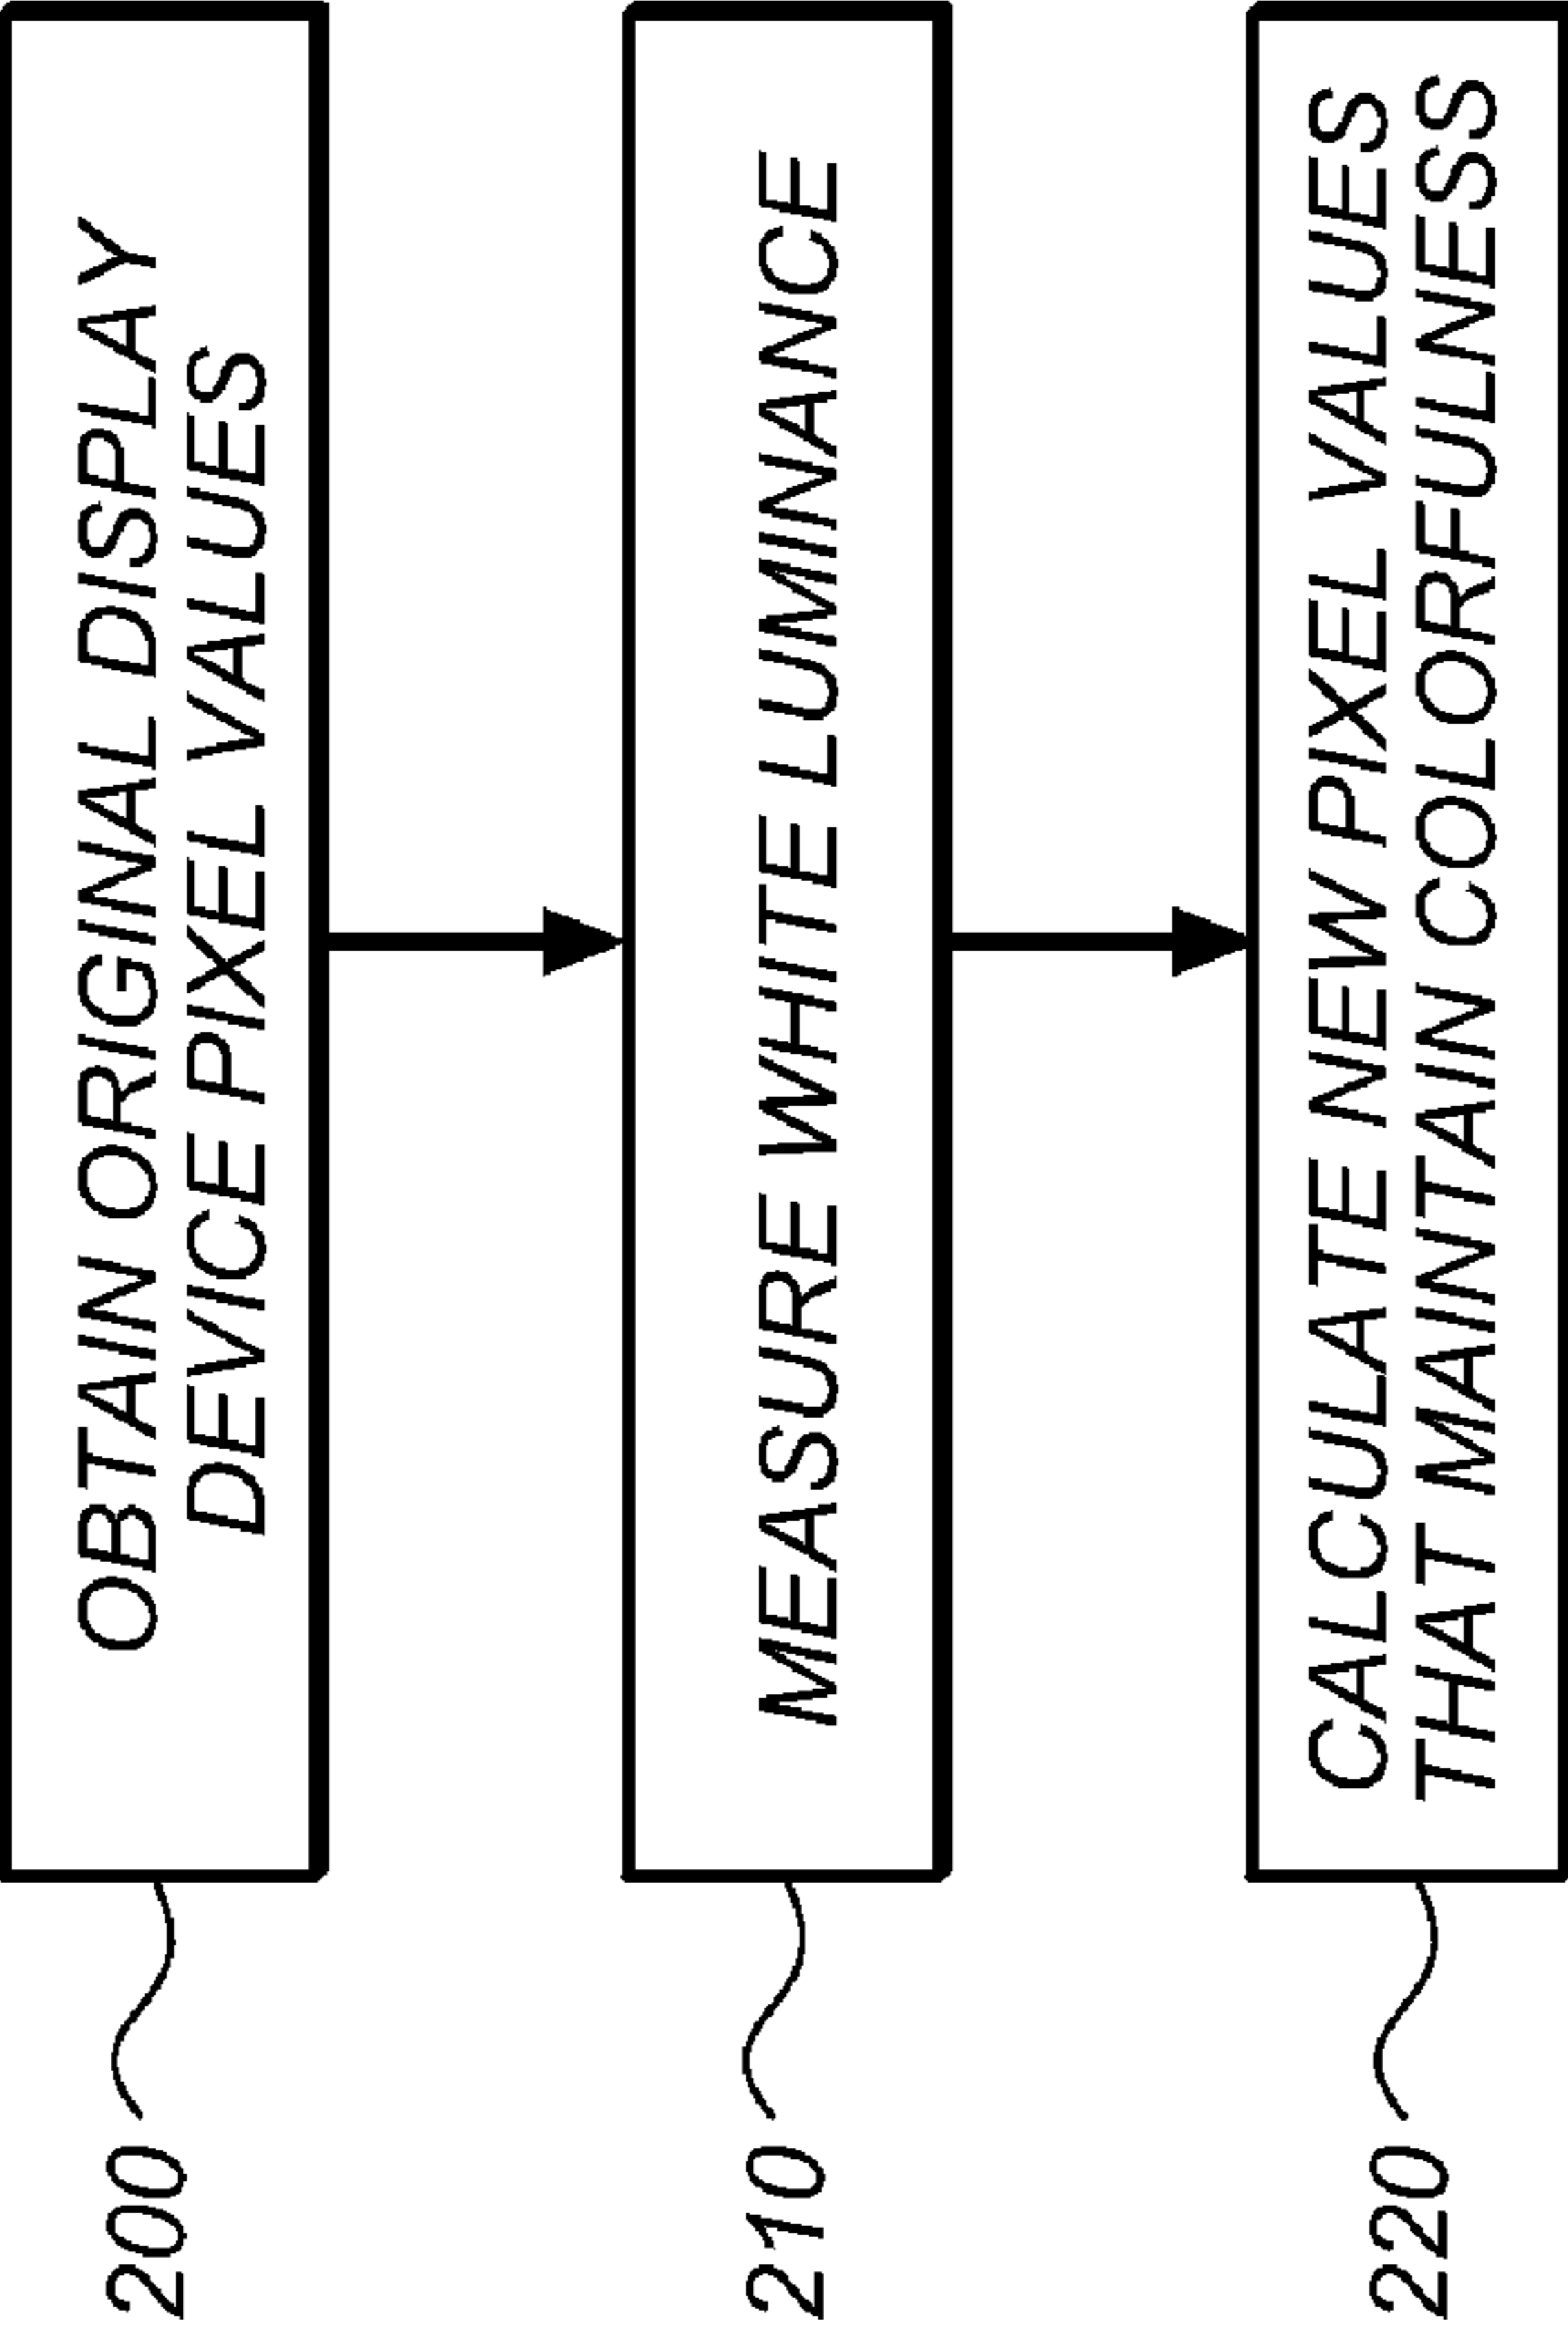 200
OBTAIN ORIGINAL DISPLAY
DEVICE PIXEL VALUES
210
MEASURE WHITE LUMINANCE
220
CALCULATE NEW PIXEL VALUES
THAT MAINTAIN COLORFULNESS